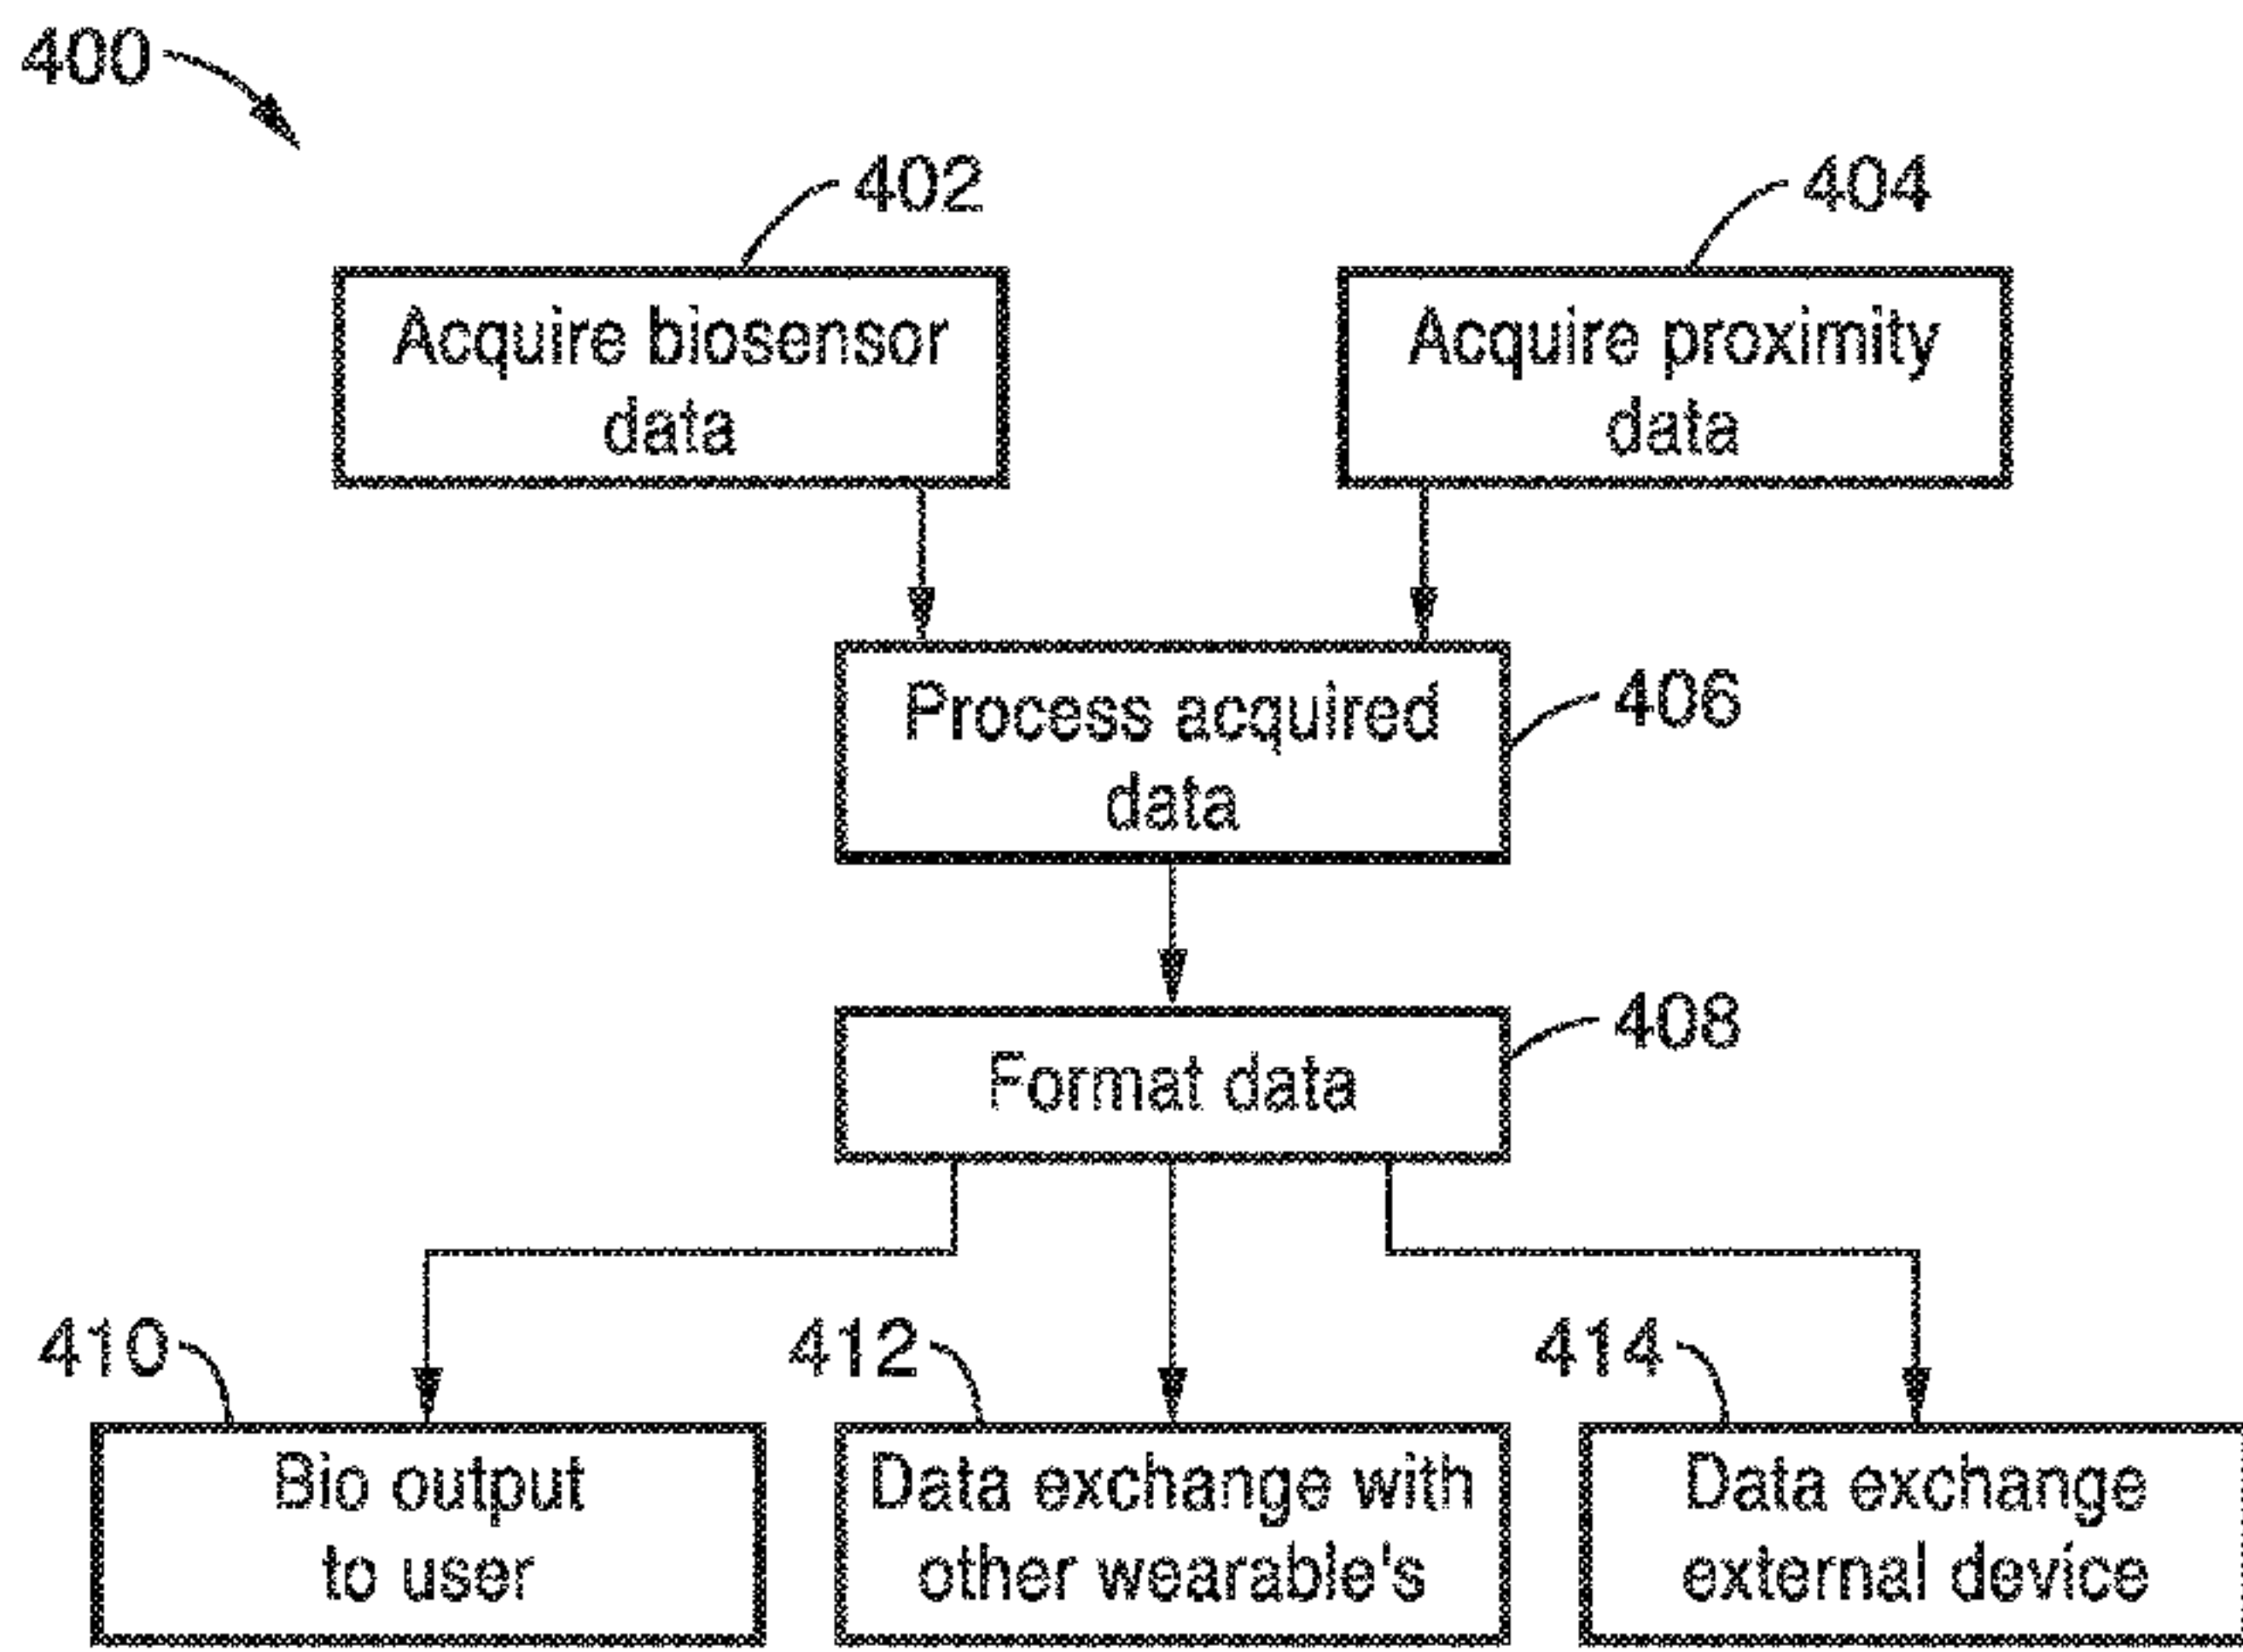 400
402
404
Acquire biosensor
data
Acquire proximity
data
Process acquired
data
406
Format data
408
410
412
414
Bio output
to user
Data exchange with
other wearable's
Data exchange
external device